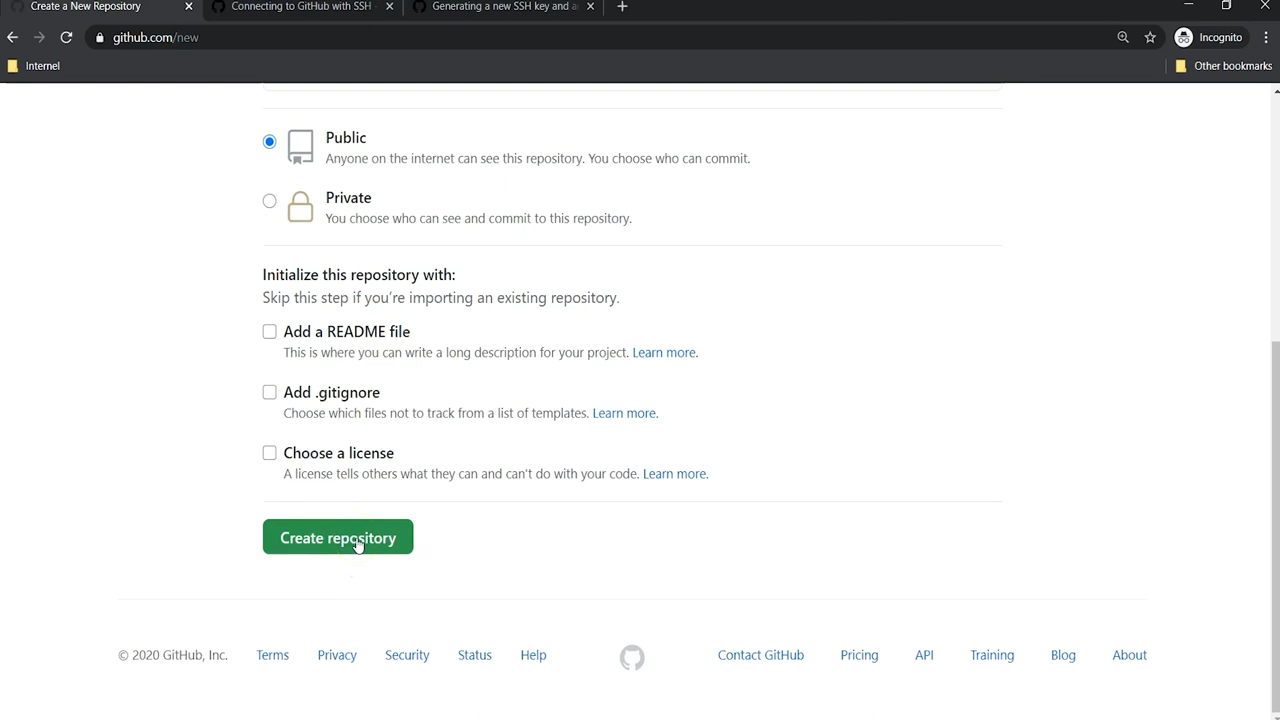 Create a New Repository
Connecting to GitHub with SSH -
Generating a new SSH key and a
github.com/new
Incognito
Internet
Other bookmarks
Public
Anyone on the internet can see this repository. You choose who can commit.
Private
You choose who can see and commit to this repository.
Initialize this repository with:
Skip this step if you're importing an existing repository.
Add a README file
This is where you can write a long description for your project. Learn more.
Add .gitignore
Choose which files not to track from a list of templates. Learn more.
Choose a license
A license tells others what they can and can't do with your code. Learn more.
Create repository
© 2020 GitHub, Inc. Terms Privacy Security Status Help Contact GitHub Pricing API Training Blog About